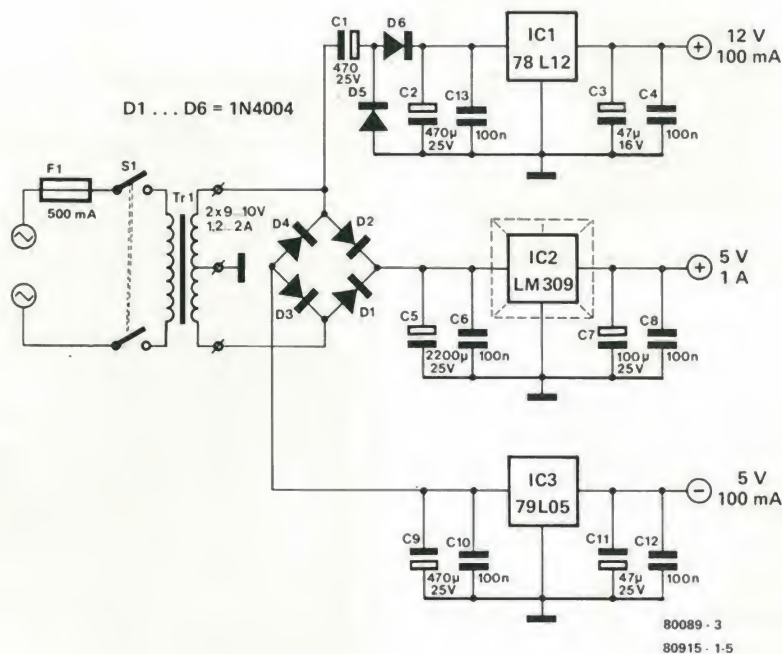 D1 . . . D6 = 1N4004
F1
500 mA
S1
Tr1
2 x 9...10V
1,2...2A
D4
D2
D3
D1
C1
470
25V
D6
D5
C2
470µ
25V
C13
100n
IC1
78 L12
C3
47µ
16V
C4
100n
+
12 V
100 mA
C5
2200µ
25V
C6
100n
IC2
LM309
C7
100µ
25V
C8
100n
+
5 V
1 A
C9
470µ
25V
C10
100n
IC3
79L05
C11
47µ
25V
C12
100n
−
5 V
100 mA
80089 - 3
80915 - 1-5